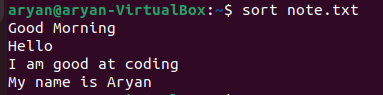 aryan@aryan-VirtualBox:~$ sort note.txt
Good Morning
Hello
I am good at coding
My name is Aryan